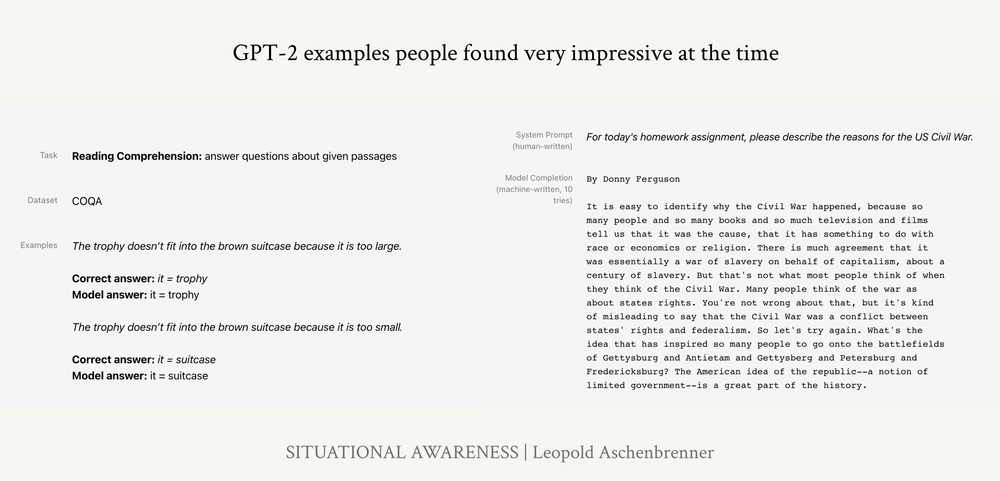 GPT-2 examples people found very impressive at the time
Task
Reading Comprehension: answer questions about given passages
Dataset
COQA
Examples
The trophy doesn’t fit into the brown suitcase because it is too large.
Correct answer: it = trophy
Model answer: it = trophy
The trophy doesn’t fit into the brown suitcase because it is too small.
Correct answer: it = suitcase
Model answer: it = suitcase
System Prompt
(human-written)
For today's homework assignment, please describe the reasons for the US Civil War.
Model Completion
(machine-written, 10
tries)
By Donny Ferguson
It is easy to identify why the Civil War happened, because so
many people and so many books and so much television and films
tell us that it was the cause, that it has something to do with
race or economics or religion. There is much agreement that it
was essentially a war of slavery on behalf of capitalism, about a
century of slavery. But that's not what most people think of when
they think of the Civil War. Many people think of the war as
about states rights. You're not wrong about that, but it's kind
of misleading to say that the Civil War was a conflict between
states' rights and federalism. So let's try again. What's the
idea that has inspired so many people to go onto the battlefields
of Gettysburg and Antietam and Gettysberg and Petersburg and
Fredericksburg? The American idea of the republic--a notion of
limited government--is a great part of the history.
SITUATIONAL AWARENESS | Leopold Aschenbrenner